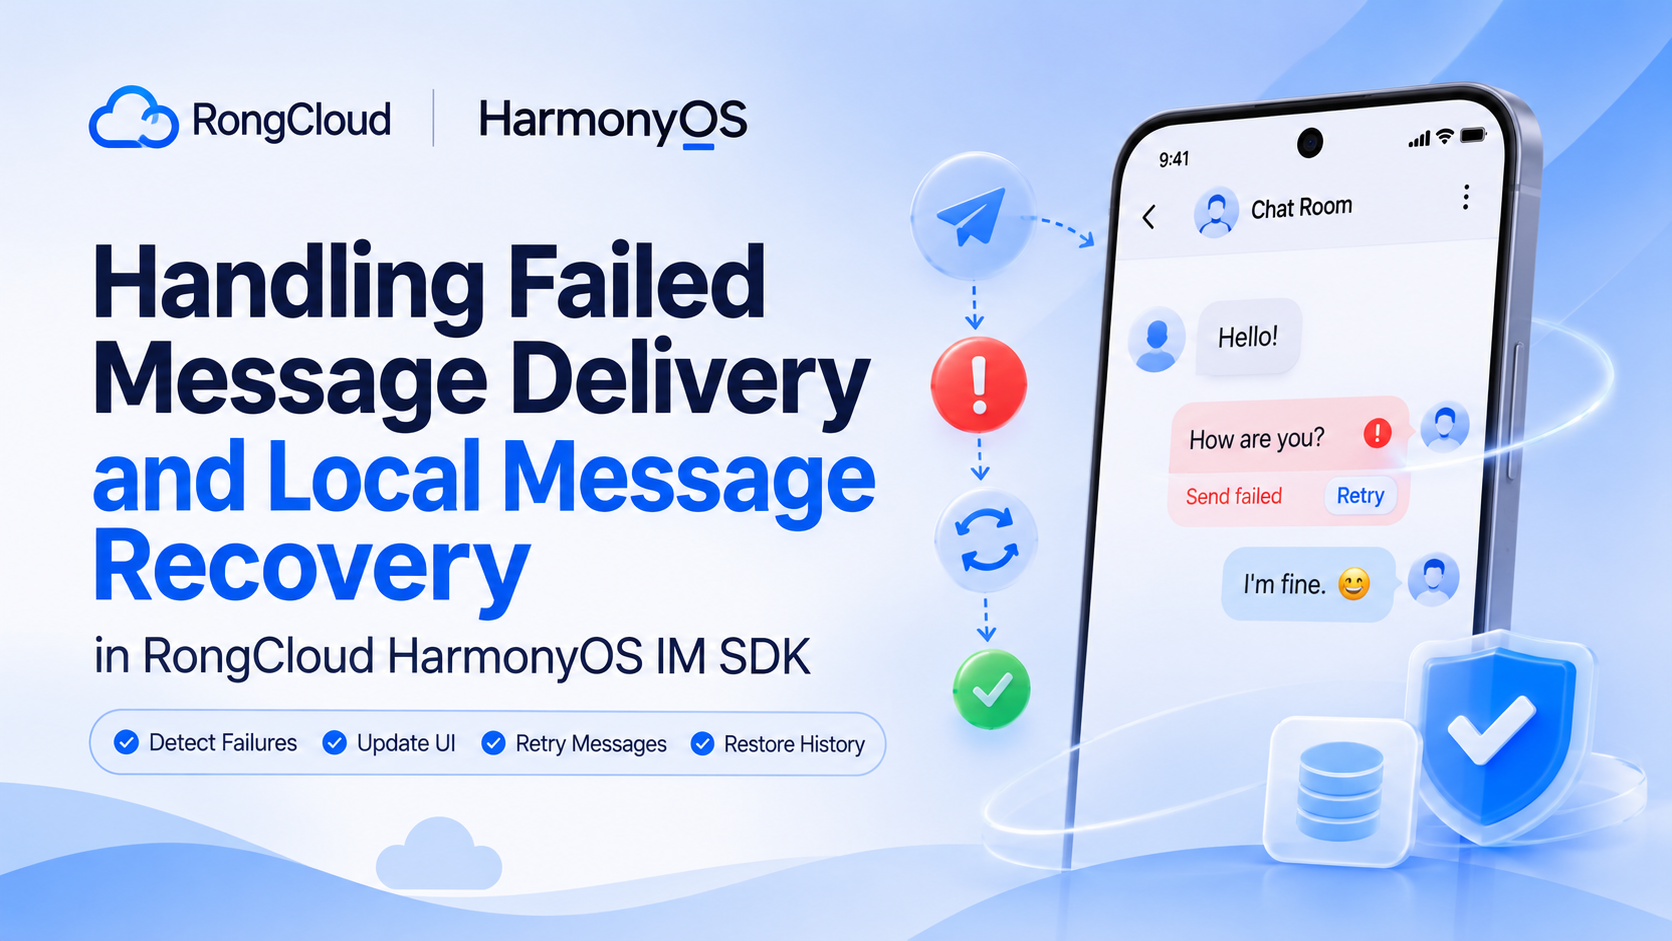 RongCloud
HarmonyOS
Handling Failed
Message Delivery
and Local Message
Recovery
in RongCloud HarmonyOS IM SDK
Detect Failures
Update UI
Retry Messages
Restore History
9:41
Chat Room
Hello!
How are you?
Send failed
Retry
I'm fine. 😄